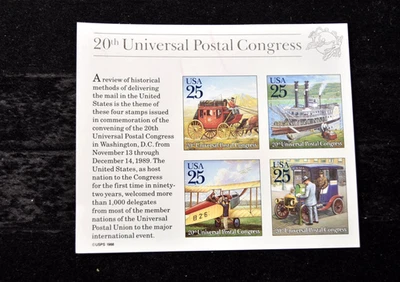 20th Universal Postal Congress
A review of historical
methods of delivering
the mail in the United
States is the theme of
these four stamps issued
in commemoration of the
convening of the 20th
Universal Postal Congress
in Washington, D.C. from
November 13 through
December 14, 1989. The
United States, as host
nation to the Congress
for the first time in ninety-
two years, welcomed more
than 1,000 delegates
from most of the member
nations of the Universal
Postal Union to the major
international event.
©USPS 1989
USA
25
20th Universal Postal Congress
USA
25
20th Universal Postal Congress
USA
25
B26
20th Universal Postal Congress
USA
25
20th Universal Postal Congress